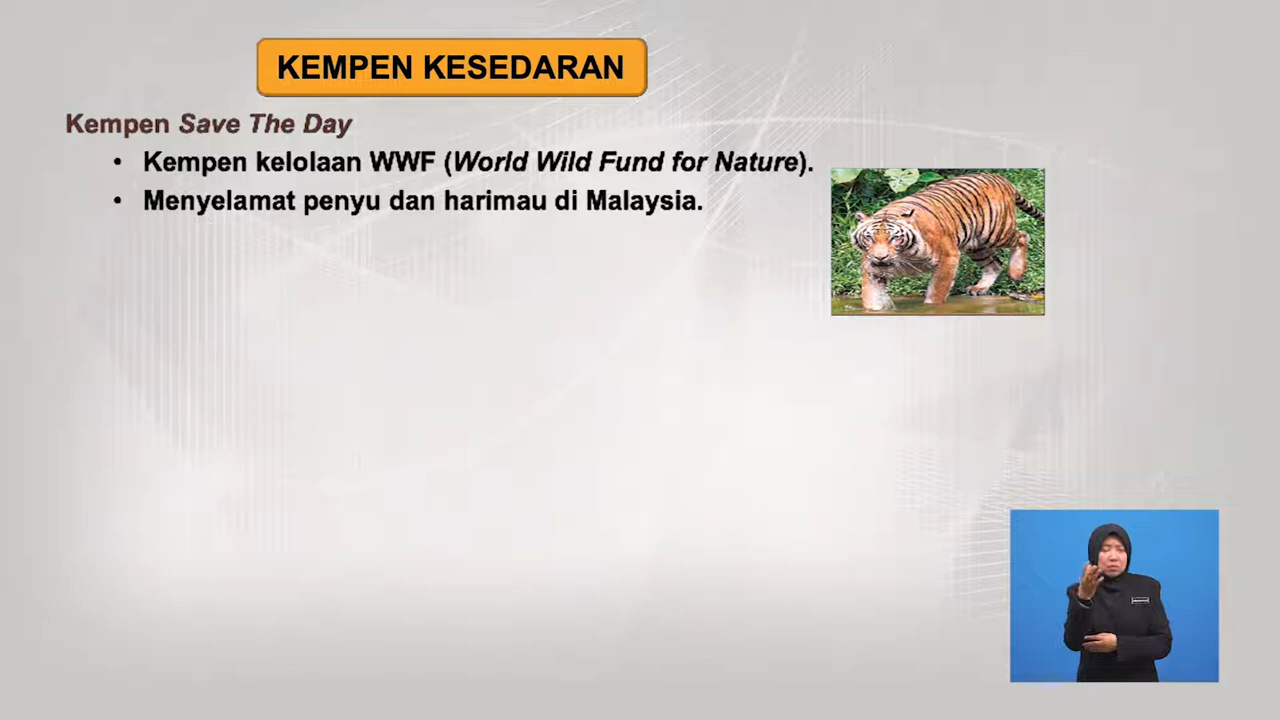 KEMPEN KESEDARAN
Kempen Save The Day
• Kempen kelolaan WWF (World Wild Fund for Nature).
• Menyelamat penyu dan harimau di Malaysia.